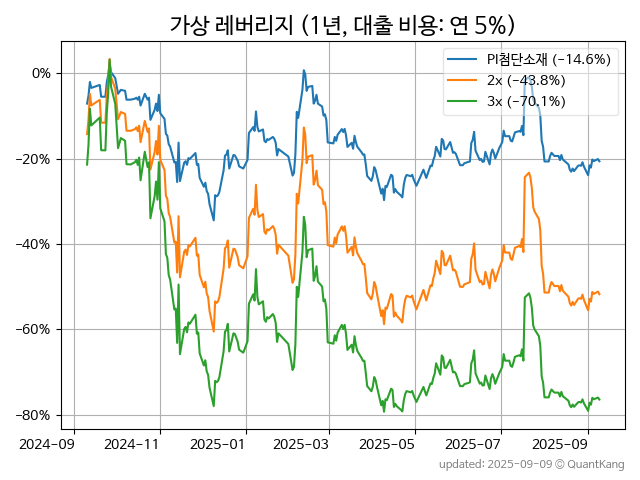 가상 레버리지 (1년, 대출 비용: 연 5%)
PI첨단소재 (−14.6%)
2x (−43.8%)
3x (−70.1%)
0%
−20%
−40%
−60%
−80%
2024-09 2024-11 2025-01 2025-03 2025-05 2025-07 2025-09
updated: 2025-09-09 © QuantKang